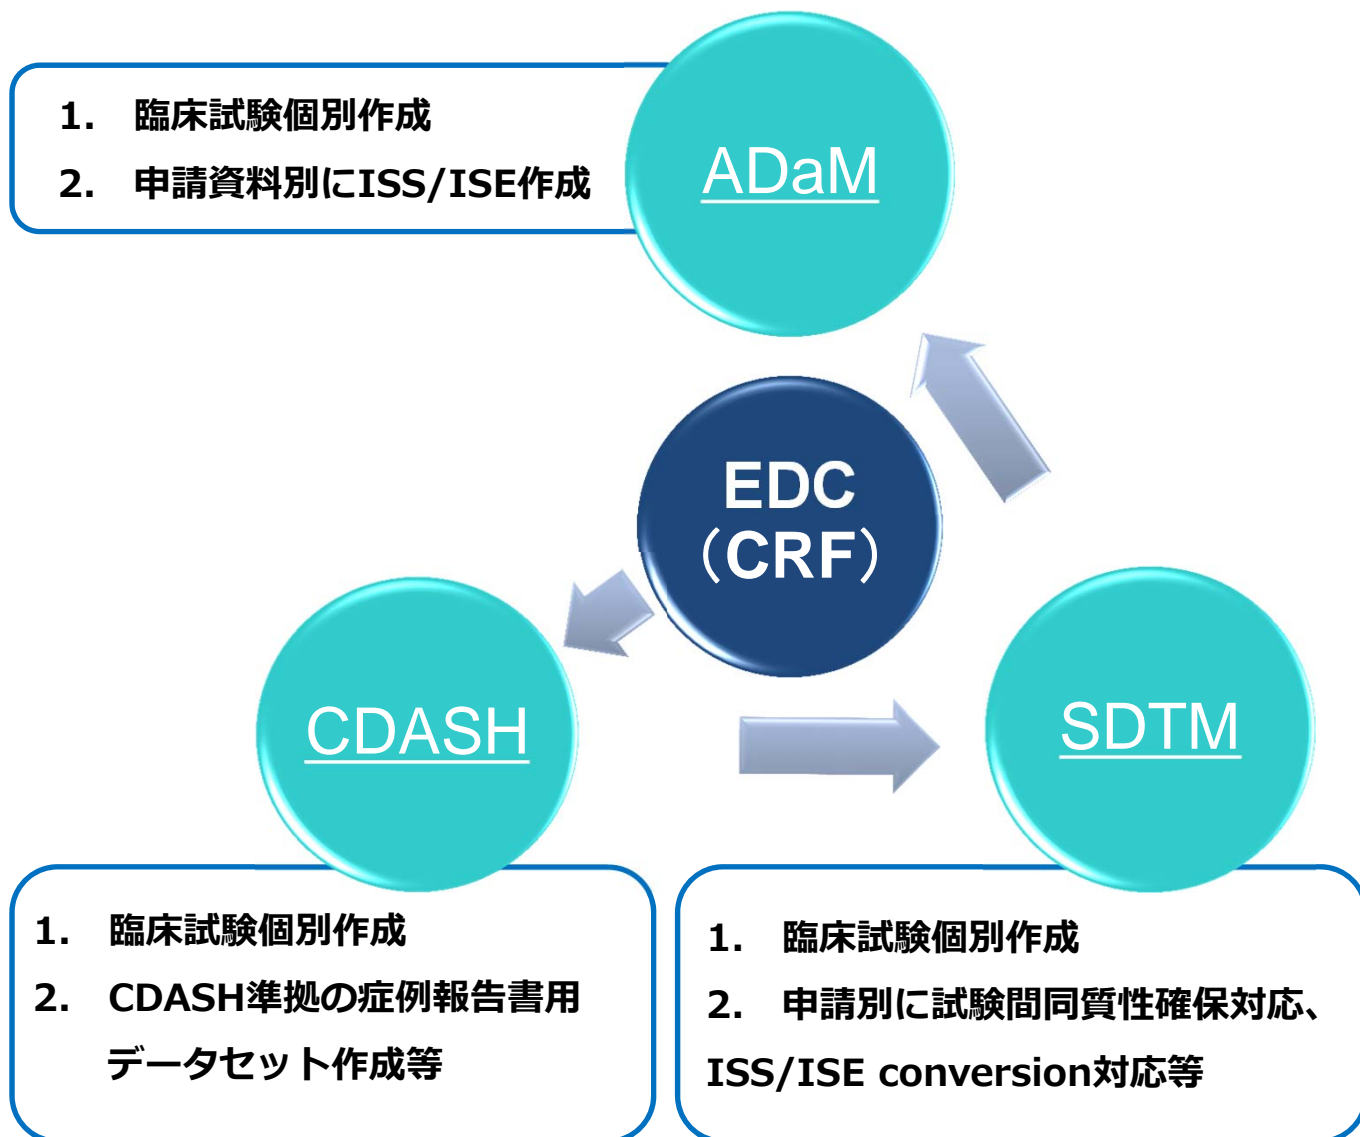 1. 臨床試験個別作成
2. 申請資料別にISS/ISE作成
ADaM
EDC
（CRF）
CDASH
SDTM
1. 臨床試験個別作成
2. CDASH準拠の症例報告書用
データセット作成等
1. 臨床試験個別作成
2. 申請別に試験間同質性確保対応、
ISS/ISE conversion対応等